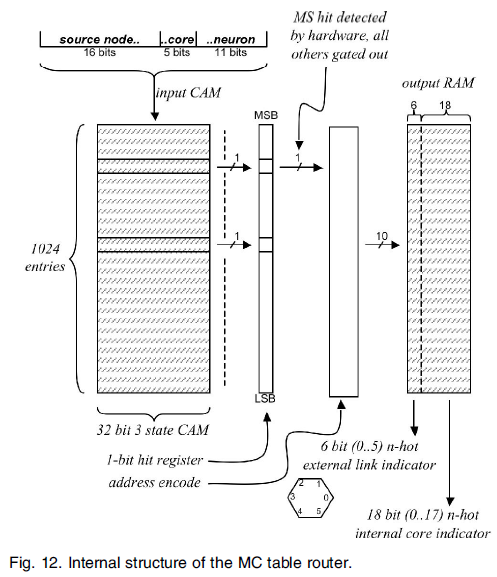 source node.. ..core ..neuron
16 bits 5 bits 11 bits
input CAM
MS hit detected
by hardware, all
others gated out
output RAM
6 18
MSB
1 1
1
10
1024
entries
LSB
32 bit 3 state CAM
1-bit hit register
address encode
6 bit (0..5) n-hot
external link indicator
2 1
3 0
4 5
18 bit (0..17) n-hot
internal core indicator
Fig. 12. Internal structure of the MC table router.